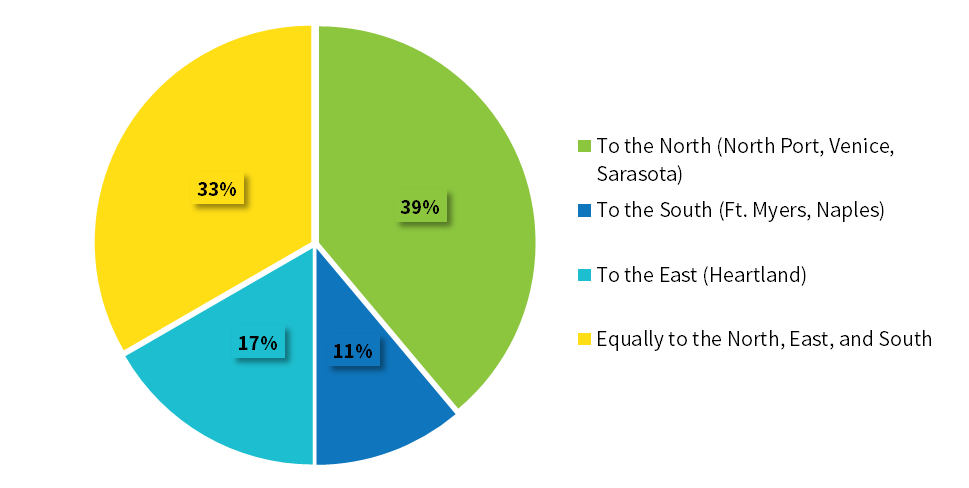 33%
39%
17%
11%
To the North (North Port, Venice,
Sarasota)
To the South (Ft. Myers, Naples)
To the East (Heartland)
Equally to the North, East, and South